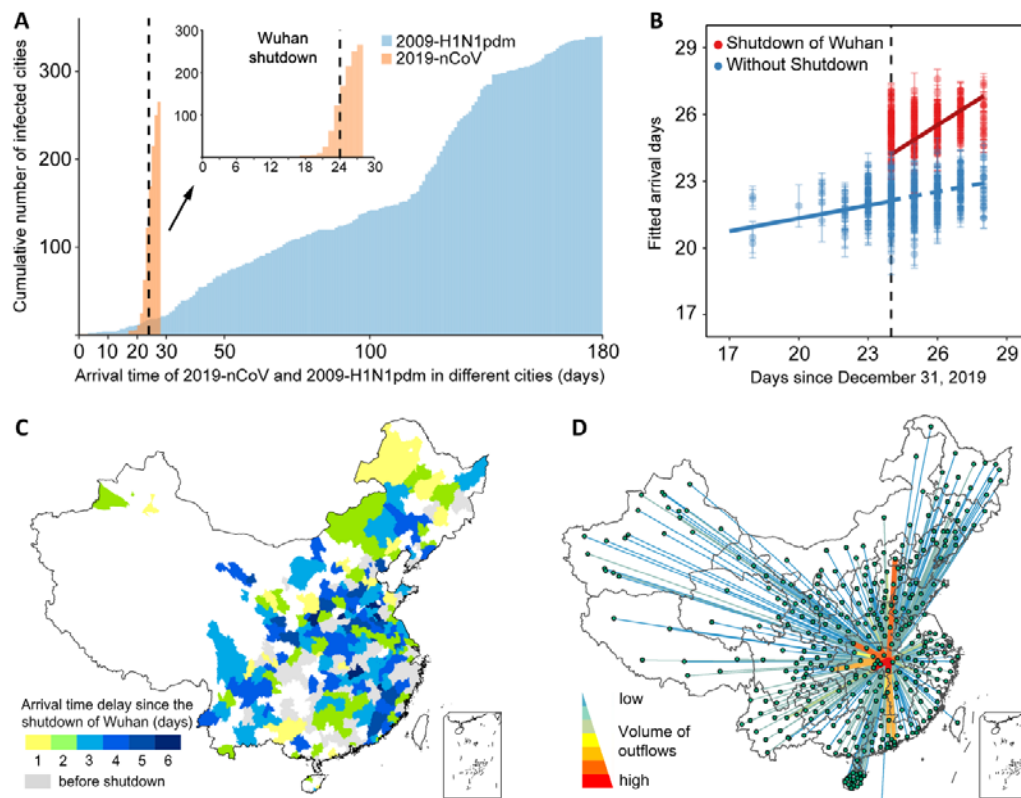 A
Cumulative number of infected cities
300
200
100
0 10 20 30 50 100 180
Arrival time of 2019-nCoV and 2009-H1N1pdm in different cities (days)
300
200
100
0 6 12 18 24 30
Wuhan
shutdown
2009-H1N1pdm
2019-nCoV
B
Shutdown of Wuhan
Without Shutdown
Fitted arrival days
29
26
23
20
17
17 20 23 26 29
Days since December 31, 2019
C
Arrival time delay since the
shutdown of Wuhan (days)
1 2 3 4 5 6
before shutdown
D
low
Volume of
outflows
high